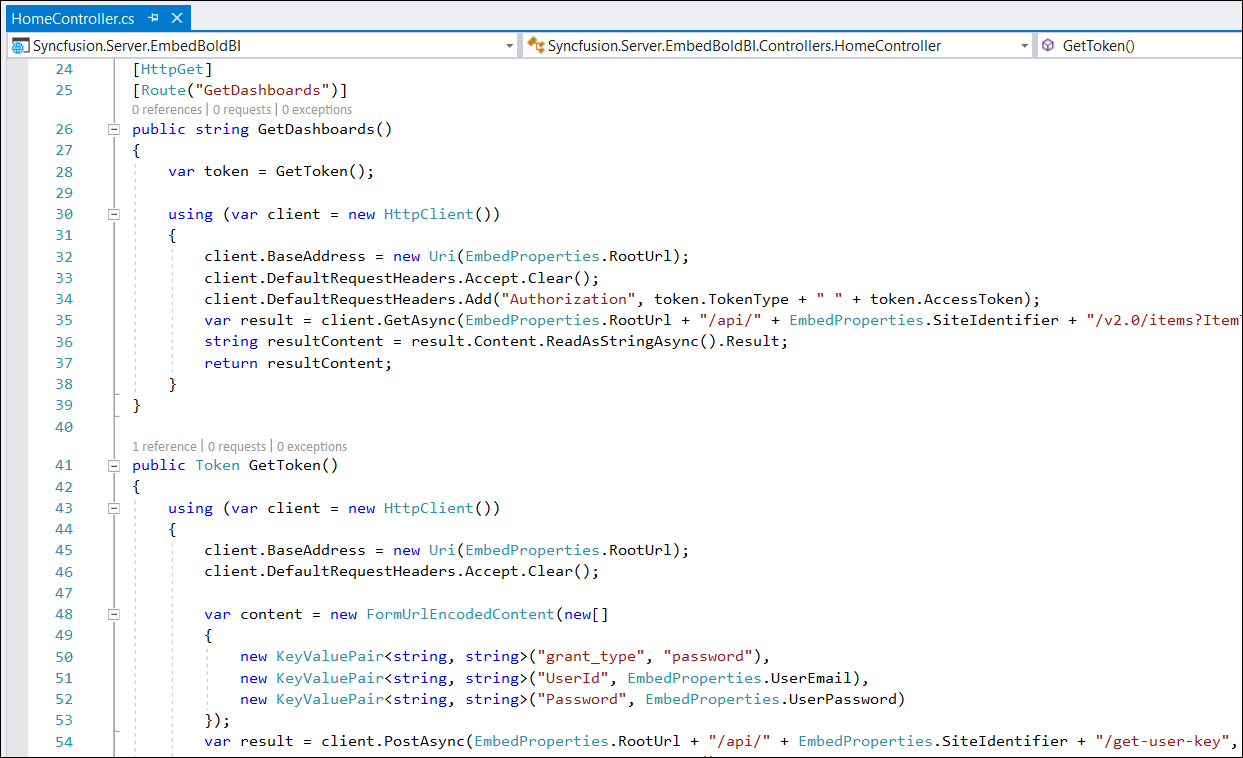 HomeController.cs
Syncfusion.Server.EmbedBoldBI Syncfusion.Server.EmbedBoldBI.Controllers.HomeController GetToken()
24 [HttpGet]
25 [Route("GetDashboards")]
0 references | 0 requests | 0 exceptions
26 public string GetDashboards()
27 {
28 var token = GetToken();
29
30 using (var client = new HttpClient())
31 {
32 client.BaseAddress = new Uri(EmbedProperties.RootUrl);
33 client.DefaultRequestHeaders.Accept.Clear();
34 client.DefaultRequestHeaders.Add("Authorization", token.TokenType + " " + token.AccessToken);
35 var result = client.GetAsync(EmbedProperties.RootUrl + "/api/" + EmbedProperties.SiteIdentifier + "/v2.0/items?Item
36 string resultContent = result.Content.ReadAsStringAsync().Result;
37 return resultContent;
38 }
39 }
40
1 reference | 0 requests | 0 exceptions
41 public Token GetToken()
42 {
43 using (var client = new HttpClient())
44 {
45 client.BaseAddress = new Uri(EmbedProperties.RootUrl);
46 client.DefaultRequestHeaders.Accept.Clear();
47
48 var content = new FormUrlEncodedContent(new[]
49 {
50 new KeyValuePair<string, string>("grant_type", "password"),
51 new KeyValuePair<string, string>("UserId", EmbedProperties.UserEmail),
52 new KeyValuePair<string, string>("Password", EmbedProperties.UserPassword)
53 });
54 var result = client.PostAsync(EmbedProperties.RootUrl + "/api/" + EmbedProperties.SiteIdentifier + "/get-user-key",